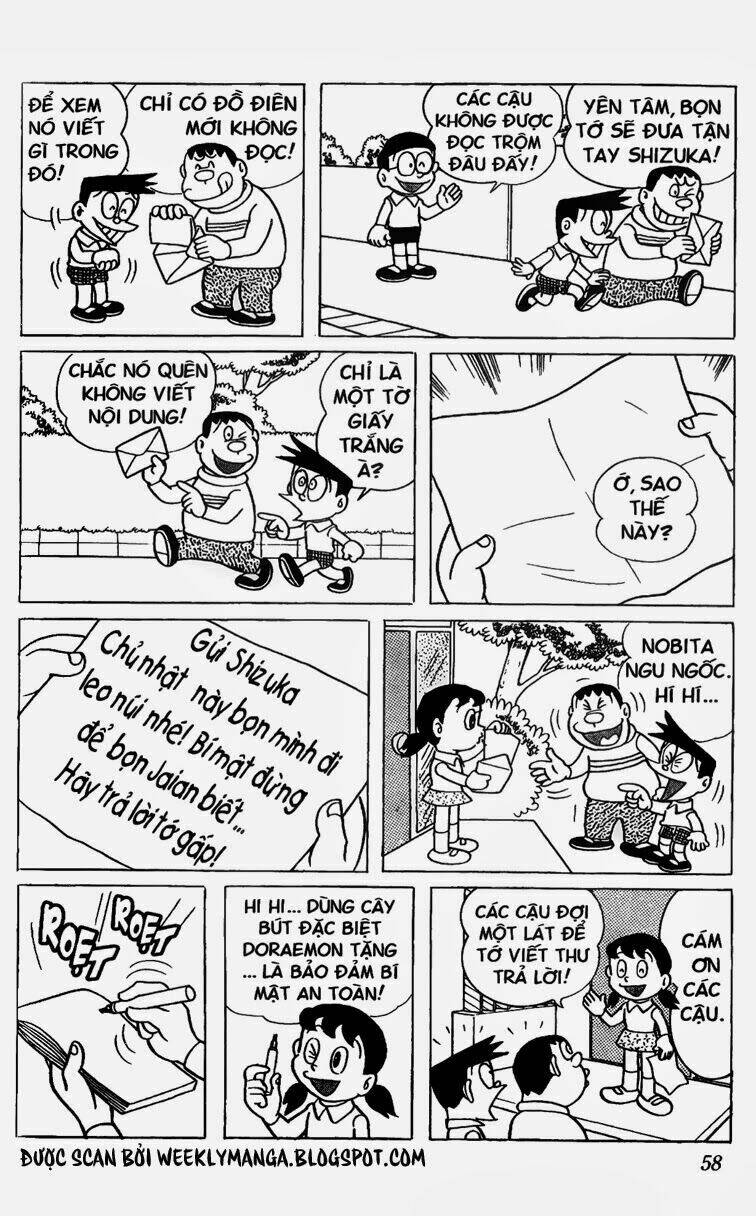 YÊN TÂM, BỌN
TỚ SẼ ĐƯA TẬN
TAY SHIZUKA!
CÁC CẬU
KHÔNG ĐƯỢC
ĐỌC TRỘM
ĐÂU ĐẤY!
CHỈ CÓ ĐỒ ĐIÊN
MỚI KHÔNG
ĐỌC!
ĐỂ XEM
NÓ VIẾT
GÌ TRONG
ĐÓ!
Ớ, SAO
THẾ
NÀY?
CHỈ LÀ
MỘT TỜ
GIẤY
TRẮNG
À?
CHẮC NÓ QUÊN
KHÔNG VIẾT
NỘI DUNG!
NOBITA
NGU NGỐC.
HÍ HÍ...
Gửi Shizuka
Chủ nhật này bọn mình đi
leo núi nhé! Bí mật đừng
để bọn Jaian biết...
Hãy trả lời tớ gấp!
CÁM
ƠN
CÁC
CẬU.
CÁC CẬU ĐỢI
MỘT LÁT ĐỂ
TỚ VIẾT THƯ
TRẢ LỜI!
HI HI... DÙNG CÂY
BÚT ĐẶC BIỆT
DORAEMON TẶNG
... LÀ BẢO ĐẢM BÍ
MẬT AN TOÀN!
ROẸT
ROẸT
ĐƯỢC SCAN BỞI WEEKLYMANGA.BLOGSPOT.COM
58